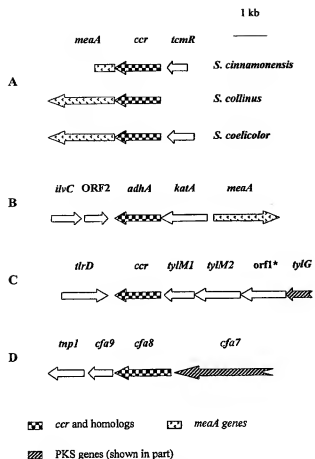 1 kb
meaA ccr tcmR
S. cinnamonensis
A
S. collinus
S. coelicolor
ilvC ORF2 adhA katA meaA
B
tlrD ccr tylM1 tylM2 orf1* tylG
C
tnp1 cfa9 cfa8 cfa7
D
ccr and homologs meaA genes
PKS genes (shown in part)